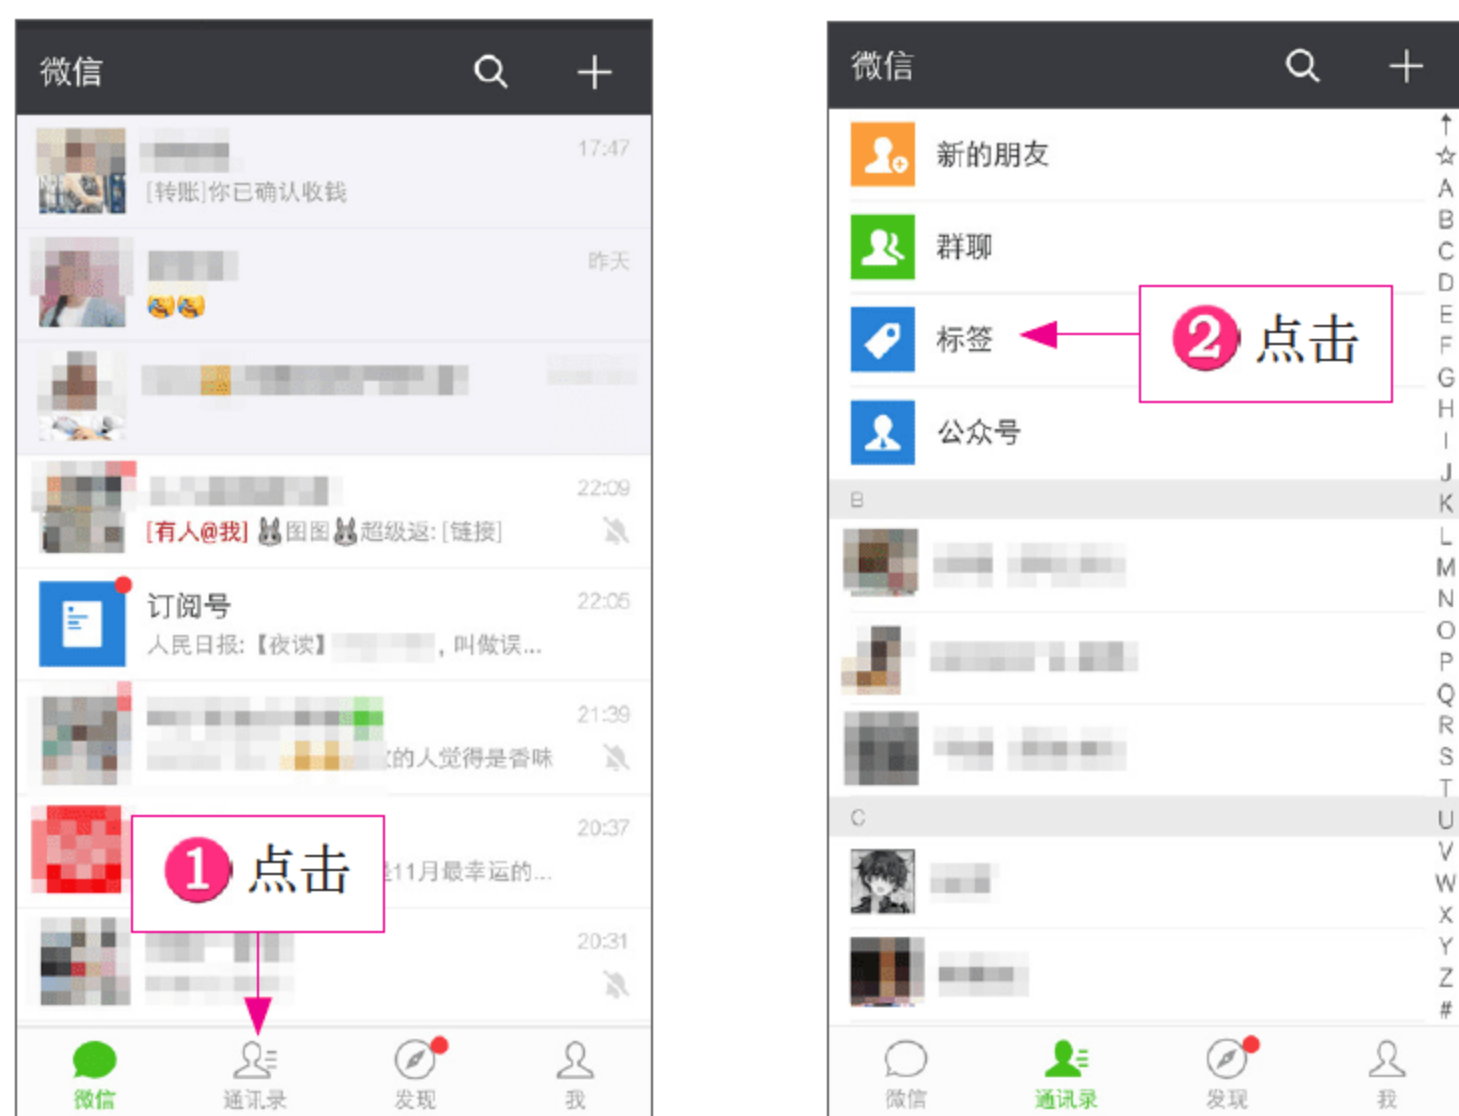 微信
17:47
[转账]你已确认收钱
昨天
22:09
[有人@我] 图图 超级返: [链接]
订阅号
22:05
人民日报:【夜读】 ，叫做误...
21:39
的人觉得是香味
20:37
1 点击
11月最幸运的...
20:31
微信
通讯录
发现
我
微信
新的朋友
群聊
标签
2 点击
公众号
B
C
↑
☆
A
B
C
D
E
F
G
H
I
J
K
L
M
N
O
P
Q
R
S
T
U
V
W
X
Y
Z
#
微信
通讯录
发现
我